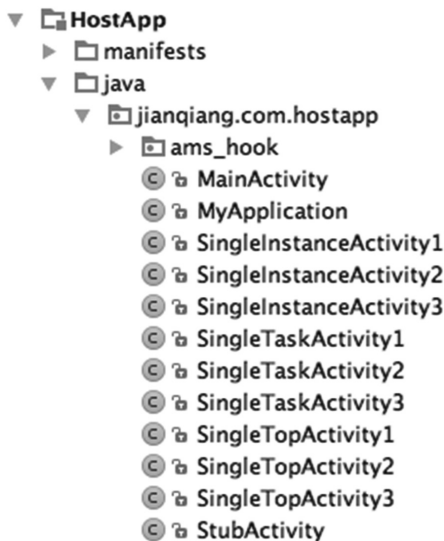 HostApp
manifests
java
jianqiang.com.hostapp
ams_hook
MainActivity
MyApplication
SingleInstanceActivity1
SingleInstanceActivity2
SingleInstanceActivity3
SingleTaskActivity1
SingleTaskActivity2
SingleTaskActivity3
SingleTopActivity1
SingleTopActivity2
SingleTopActivity3
StubActivity